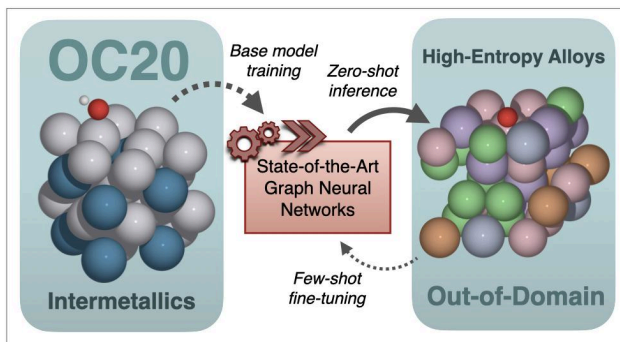 OC20
Intermetallics
Base model
training
Zero-shot
inference
State-of-the-Art
Graph Neural
Networks
Few-shot
fine-tuning
High-Entropy Alloys
Out-of-Domain